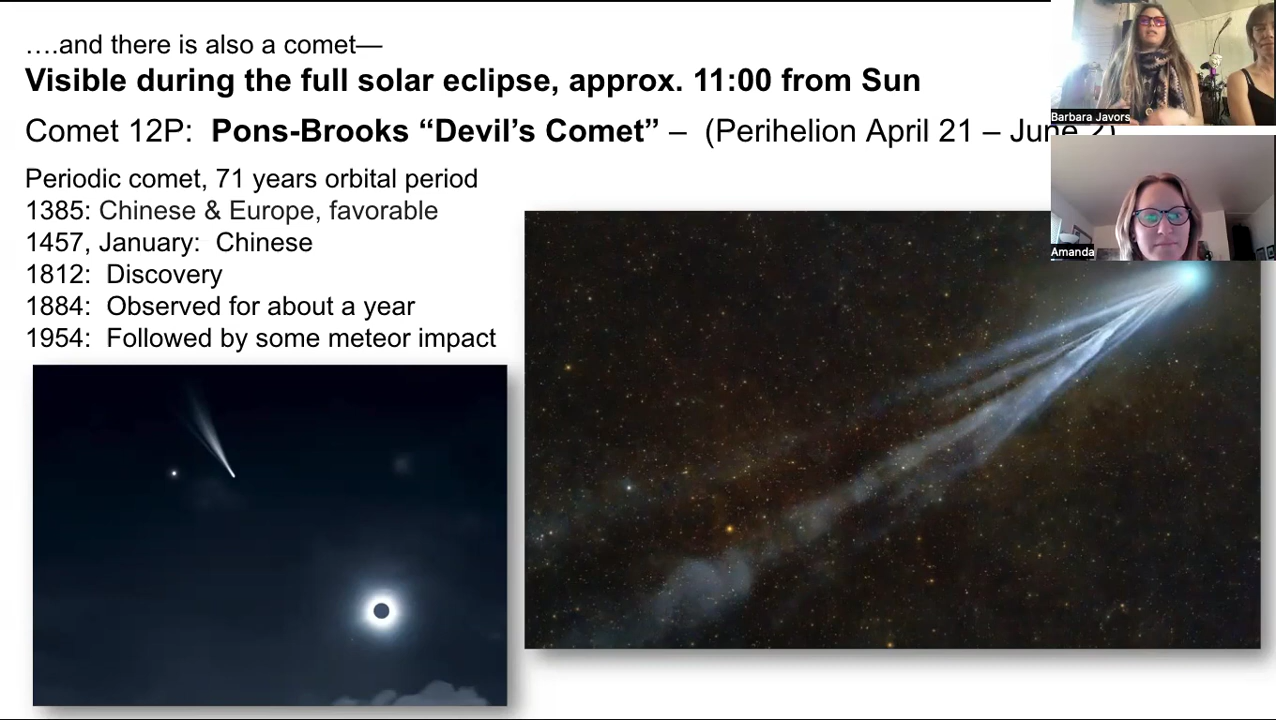 ….and there is also a comet—
Visible during the full solar eclipse, approx. 11:00 from Sun
Comet 12P:  Pons-Brooks “Devil’s Comet” –  (Perihelion April 21 – June 2)
Periodic comet, 71 years orbital period
1385: Chinese & Europe, favorable
1457, January:  Chinese
1812:  Discovery
1884:  Observed for about a year
1954:  Followed by some meteor impact
Barbara Javors
Amanda